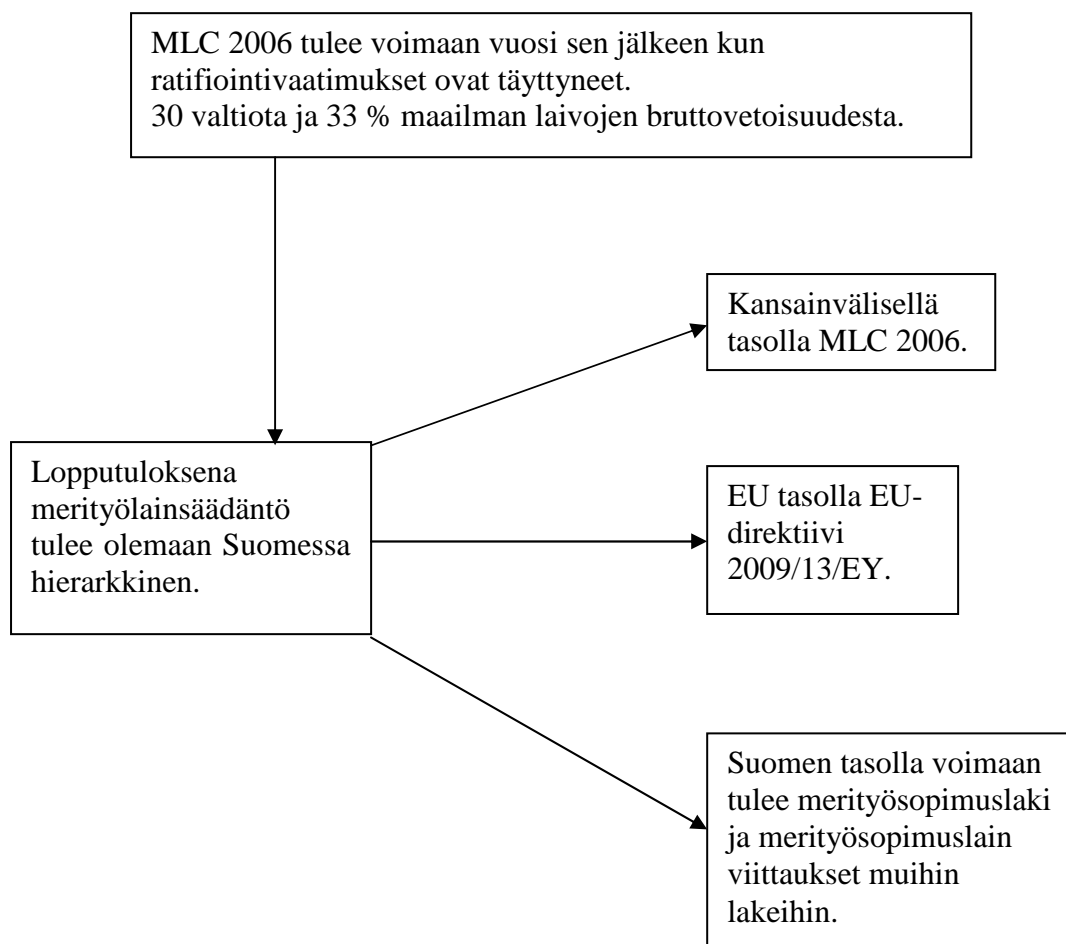 MLC 2006 tulee voimaan vuosi sen jälkeen kun
ratifiointivaatimukset ovat täyttyneet.
30 valtiota ja 33 % maailman laivojen bruttovetoisuudesta.
Kansainvälisellä
tasolla MLC 2006.
Lopputuloksena
merityölainsäädäntö
tulee olemaan Suomessa
hierarkkinen.
EU tasolla EU-
direktiivi
2009/13/EY.
Suomen tasolla voimaan
tulee merityösopimuslaki
ja merityösopimuslain
viittaukset muihin
lakeihin.